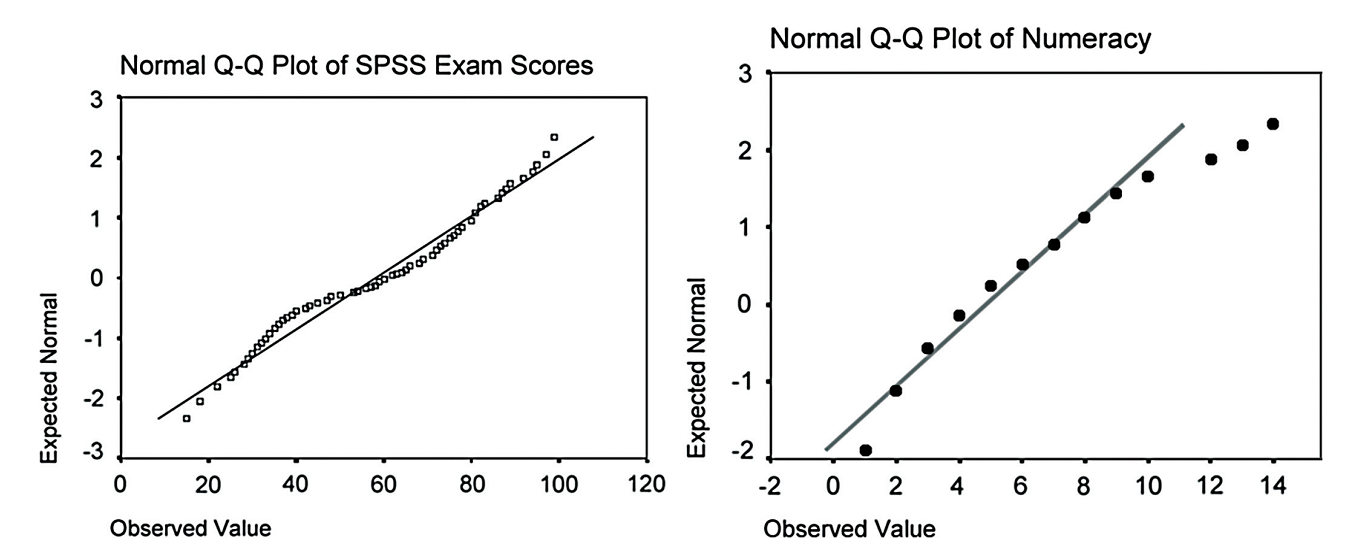 Normal Q-Q Plot of SPSS Exam Scores
3
2
1
0
-1
-2
-3
Expected Normal
0 20 40 60 80 100 120
Observed Value
Normal Q-Q Plot of Numeracy
3
2
1
0
-1
-2
Expected Normal
-2 0 2 4 6 8 10 12 14
Observed Value